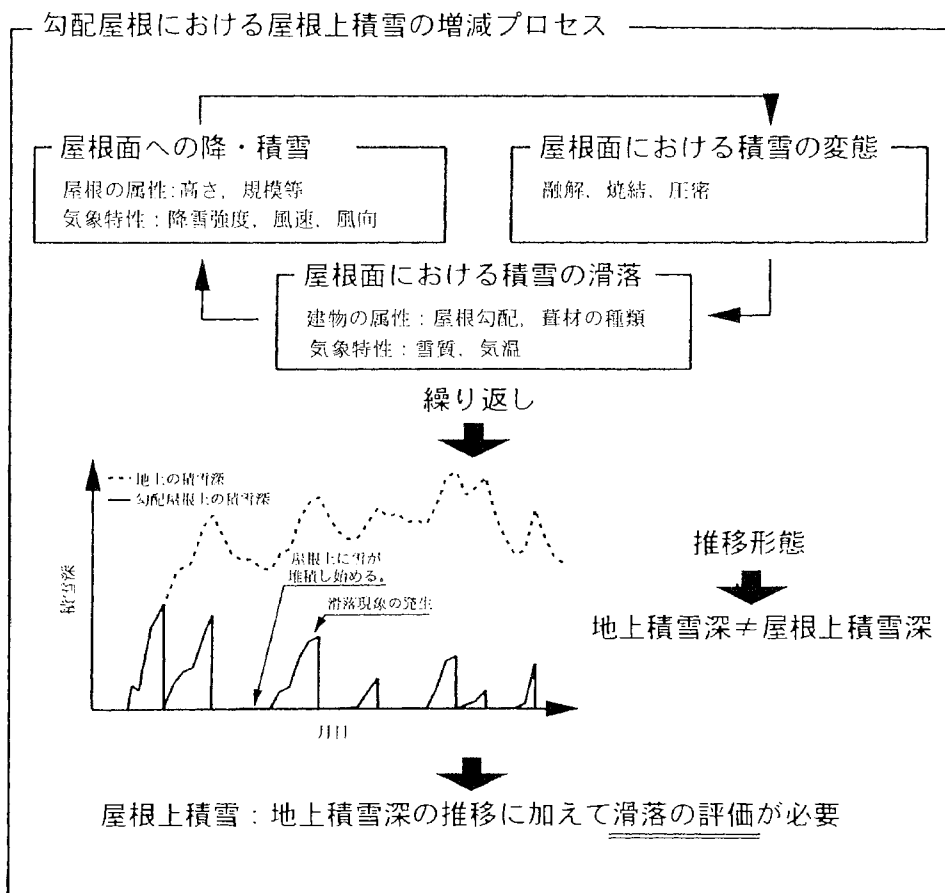 勾配屋根における屋根上積雪の増減プロセス
屋根面への降・積雪
屋根の属性：高さ，規模等
気象特性：降雪強度，風速，風向
屋根面における積雪の変態
融解，焼結，圧密
屋根面における積雪の滑落
建物の属性：屋根勾配，葺材の種類
気象特性：雪質，気温
繰り返し
地上の積雪深
勾配屋根上の積雪深
屋根上に雪が
堆積し始める。
滑落現象の発生
積雪深
月日
推移形態
地上積雪深≠屋根上積雪深
屋根上積雪：地上積雪深の推移に加えて滑落の評価が必要